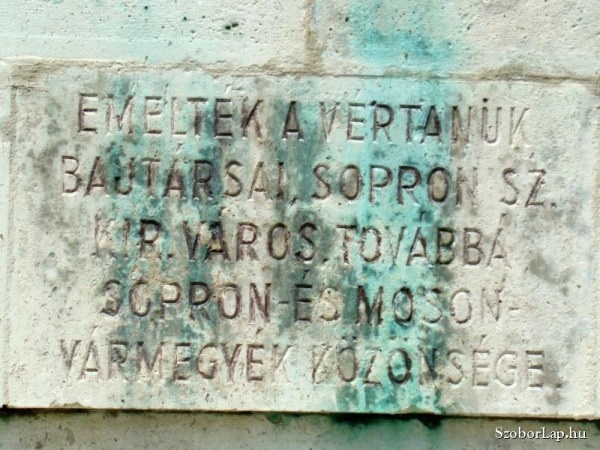 EMELTÉK A VÉRTANÚK
BAJTÁRSAI, SOPRON SZ.
KIR. VÁROS, TOVÁBBÁ
SOPRON- ÉS MOSON-
VÁRMEGYÉK KÖZÖNSÉGE
SzoborLap.hu